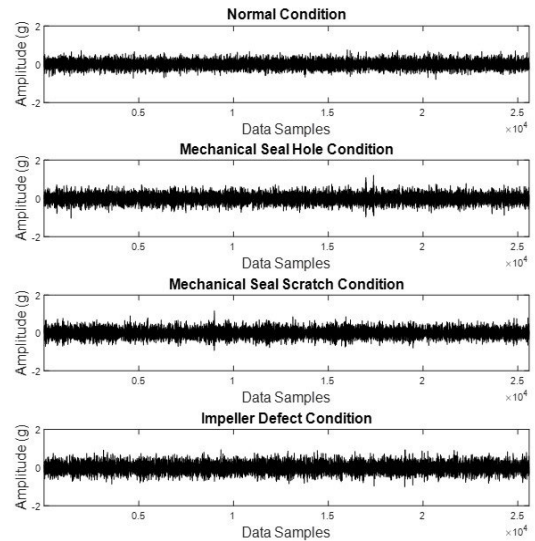 Normal Condition
2
0
-2
Amplitude (g)
0.5 1 1.5 2 2.5
×10⁴
Data Samples
Mechanical Seal Hole Condition
2
0
-2
Amplitude (g)
0.5 1 1.5 2 2.5
×10⁴
Data Samples
Mechanical Seal Scratch Condition
2
0
-2
Amplitude (g)
0.5 1 1.5 2 2.5
×10⁴
Data Samples
Impeller Defect Condition
2
0
-2
Amplitude (g)
0.5 1 1.5 2 2.5
×10⁴
Data Samples